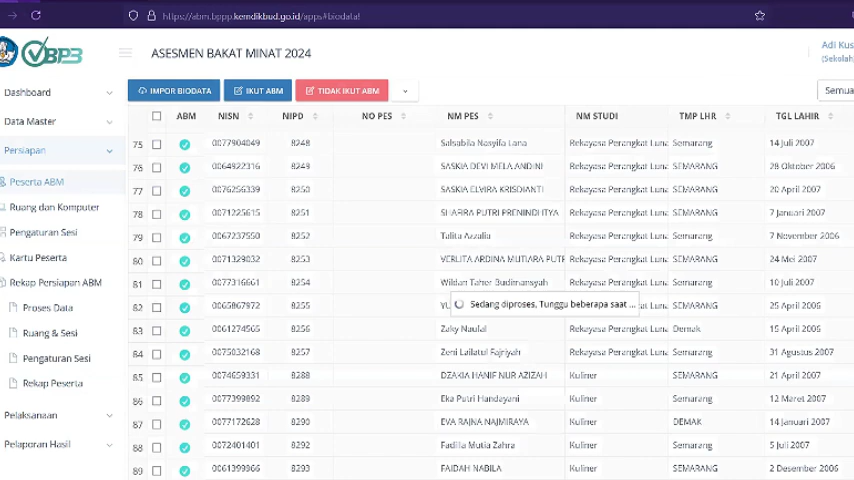 https://abm.bppp.kemdikbud.go.id/apps#biodata!
BP3
ASESMEN BAKAT MINAT 2024
Adi Kus
(Sekolah
Dashboard
Data Master
Persiapan
Peserta ABM
Ruang dan Komputer
Pengaturan Sesi
Kartu Peserta
Rekap Persiapan ABM
Proses Data
Ruang & Sesi
Pengaturan Sesi
Rekap Peserta
Pelaksanaan
Pelaporan Hasil
IMPOR BIODATA IKUT ABM TIDAK IKUT ABM Semua
ABM NISN NIPD NO PES NM PES NM STUDI TMP LHR TGL LAHIR
75 0077904049 8248 Salsabila Nasyifa Lana Rekayasa Perangkat Luna Semarang 14 Juli 2007
76 0064922316 8249 SASKIA DEVI MELA ANDINI Rekayasa Perangkat Luna SEMARANG 28 Oktober 2006
77 0076256339 8250 SASKIA ELVIRA KRISDIANTI Rekayasa Perangkat Luna SEMARANG 20 April 2007
78 0071225615 8251 SHAFIRA PUTRI PRENINDHTYA Rekayasa Perangkat Luna SEMARANG 7 Januari 2007
79 0067237550 8252 Talita Azzalia Rekayasa Perangkat Luna Semarang 7 November 2006
80 0071329032 8253 VERLITA ARDINA MUTIARA PUTF Rekayasa Perangkat Luna SEMARANG 24 Mei 2007
81 0077316661 8254 Wildan Taher Budimansyah Rekayasa Perangkat Luna Semarang 10 Juli 2007
82 0065867972 8255 YU Sedang diproses, Tunggu beberapa saat ... Luna SEMARANG 25 April 2006
83 0061274565 8256 Zaky Naufal Rekayasa Perangkat Luna Demak 15 April 2006
84 0075032168 8257 Zeni Lailatul Fajriyah Rekayasa Perangkat Luna Semarang 31 Agustus 2007
85 0074659331 8288 DZAKIA HANIF NUR AZIZAH Kuliner SEMARANG 21 April 2007
86 0077399892 8289 Eka Putri Handayani Kuliner Semarang 12 Maret 2007
87 0077172628 8290 EVA RAJNA NAJMIRAYA Kuliner DEMAK 14 Januari 2007
88 0072401401 8292 Fadilla Mutia Zahra Kuliner Semarang 5 Juli 2007
89 0061399966 8293 FAIDAH NABILA Kuliner SEMARANG 2 Desember 2006